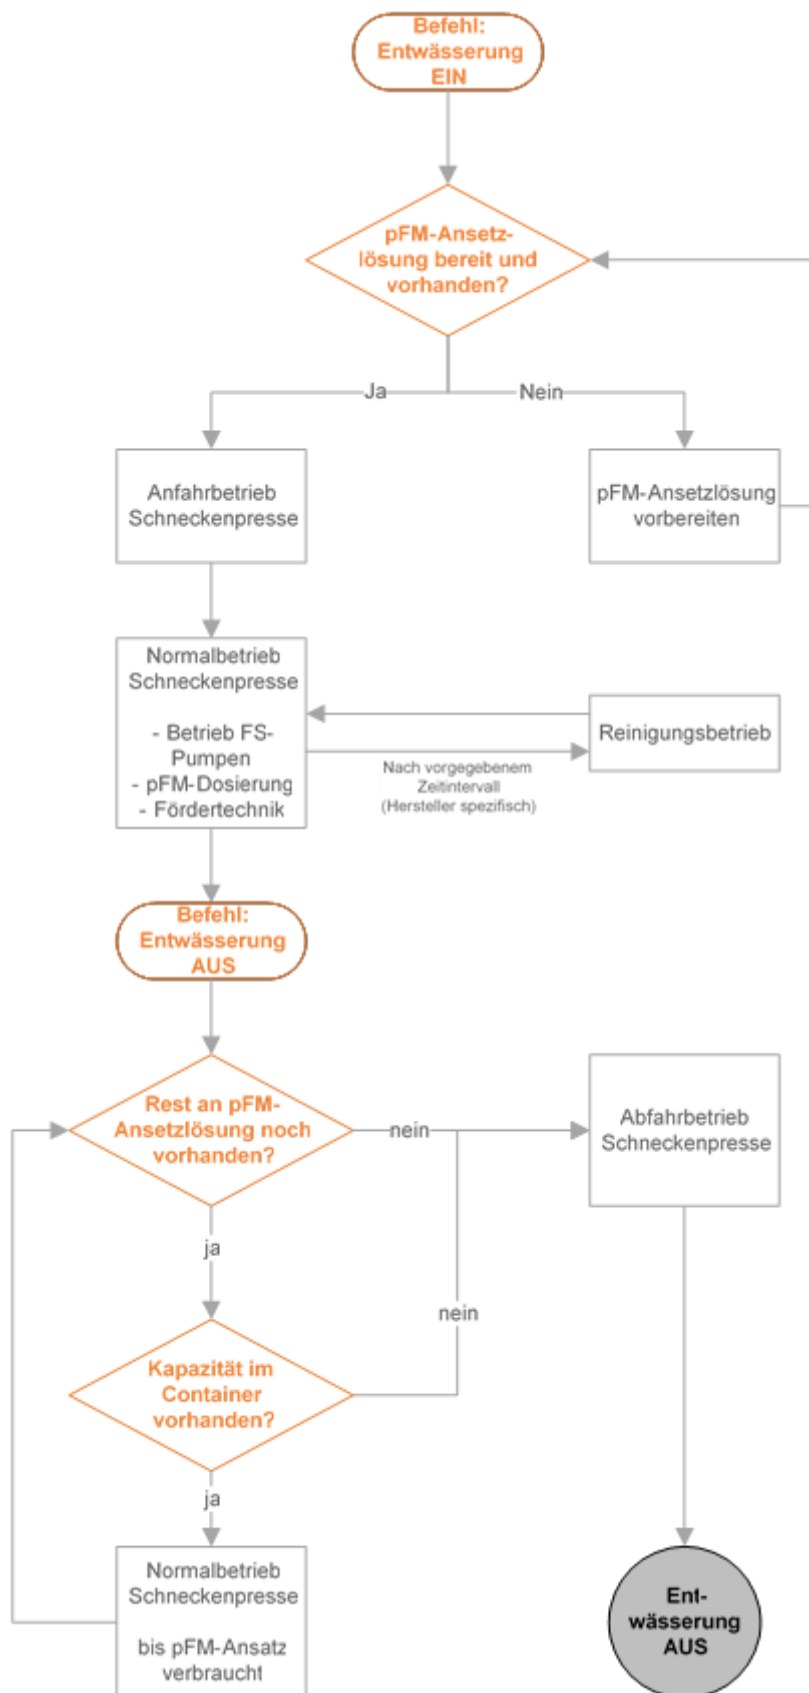 Befehl:
Entwässerung
EIN
pFM-Ansetz-
lösung bereit und
vorhanden?
Ja
Nein
Anfahrbetrieb
Schneckenpresse
pFM-Ansetzlösung
vorbereiten
Normalbetrieb
Schneckenpresse
- Betrieb FS-
Pumpen
- pFM-Dosierung
- Fördertechnik
Reinigungsbetrieb
Nach vorgegebenem
Zeitintervall
(Hersteller spezifisch)
Befehl:
Entwässerung
AUS
Rest an pFM-
Ansetzlösung noch
vorhanden?
nein
Abfahrbetrieb
Schneckenpresse
ja
nein
Kapazität im
Container
vorhanden?
ja
Normalbetrieb
Schneckenpresse
bis pFM-Ansatz
verbraucht
Ent-
wässerung
AUS